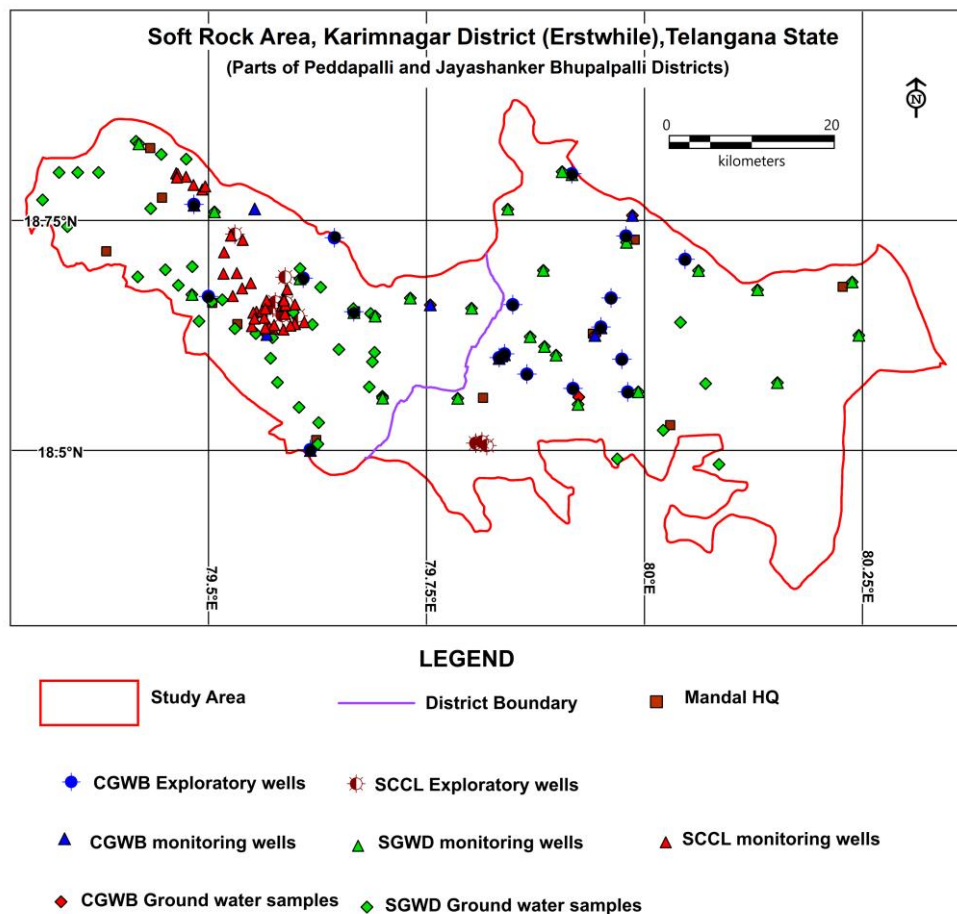 Soft Rock Area, Karimnagar District (Erstwhile),Telangana State
(Parts of Peddapalli and Jayashanker Bhupalpalli Districts)
N
0 20
kilometers
18.75°N
18.5°N
79.5°E
79.75°E
80°E
80.25°E
LEGEND
Study Area
District Boundary
Mandal HQ
CGWB Exploratory wells
SCCL Exploratory wells
CGWB monitoring wells
SGWD monitoring wells
SCCL monitoring wells
CGWB Ground water samples
SGWD Ground water samples